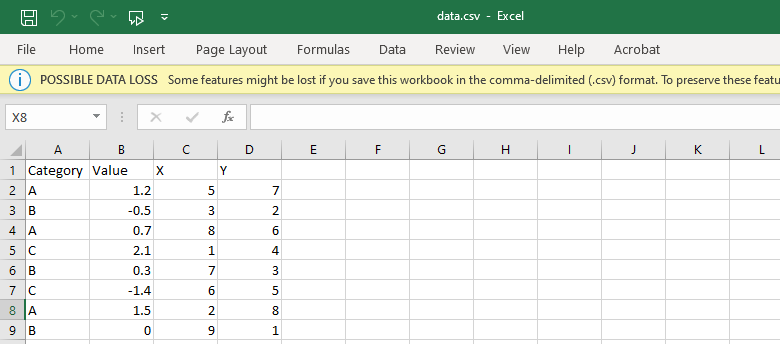 data.csv - Excel
File Home Insert Page Layout Formulas Data Review View Help Acrobat
POSSIBLE DATA LOSS Some features might be lost if you save this workbook in the comma-delimited (.csv) format. To preserve these featu
X8 fx
A B C D E F G H I J K L
1 Category Value X Y
2 A 1.2 5 7
3 B -0.5 3 2
4 A 0.7 8 6
5 C 2.1 1 4
6 B 0.3 7 3
7 C -1.4 6 5
8 A 1.5 2 8
9 B 0 9 1